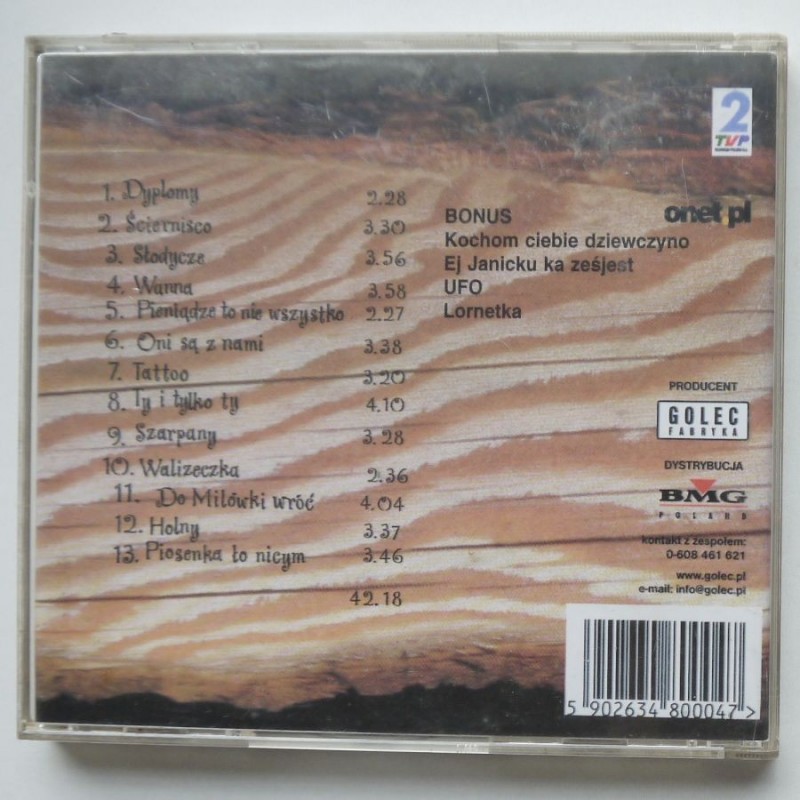 1. Dyplomy 2.28
2. Ściernisco 3.30
3. Słodycze 3.56
4. Wanna 3.58
5. Pieniądze to nie wszystko 2.27
6. Oni są z nami 3.38
7. Tattoo 3.20
8. Ty i tylko ty 4.10
9. Szarpany 3.28
10. Walizeczka 2.36
11. Do Milówki wróć 4.04
12. Holny 3.37
13. Piosenka ło nicym 3.46
42.18
BONUS
Kochom ciebie dziewczyno
Ej Janicku ka ześjest
UFO
Lornetka
2
TVP
onet.pl
PRODUCENT
GOLEC
FABRYKA
DYSTRYBUCJA
BMG
POLAND
kontakt z zespołem:
0-608 461 621
www.golec.pl
e-mail: info@golec.pl
5 902634 800047 >